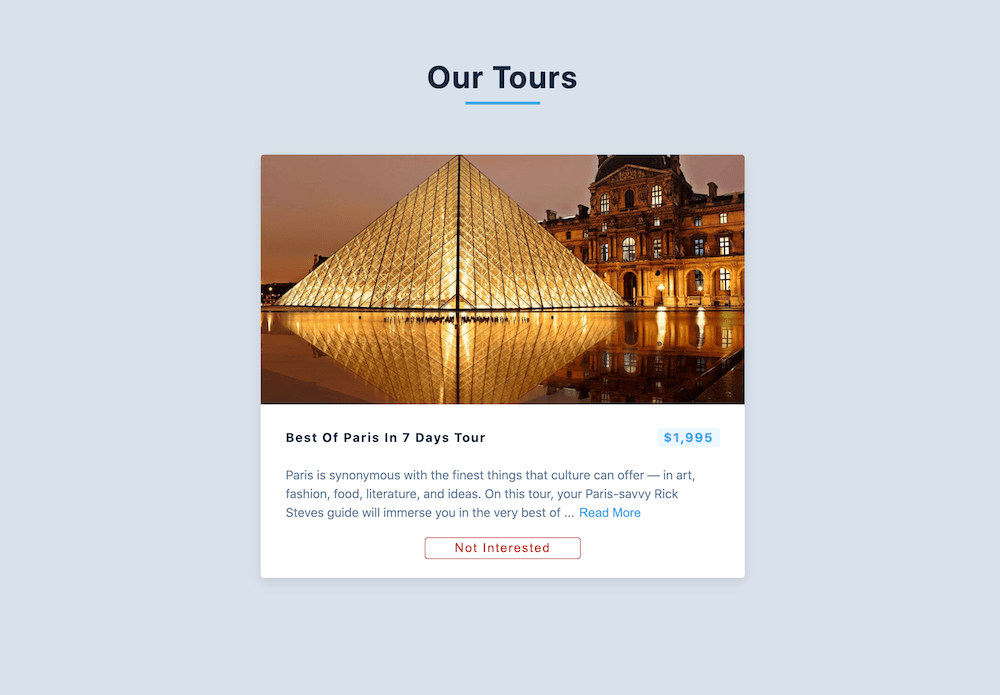 Our Tours
Best Of Paris In 7 Days Tour
$1,995
Paris is synonymous with the finest things that culture can offer — in art,
fashion, food, literature, and ideas. On this tour, your Paris-savvy Rick
Steves guide will immerse you in the very best of ... Read More
Not Interested